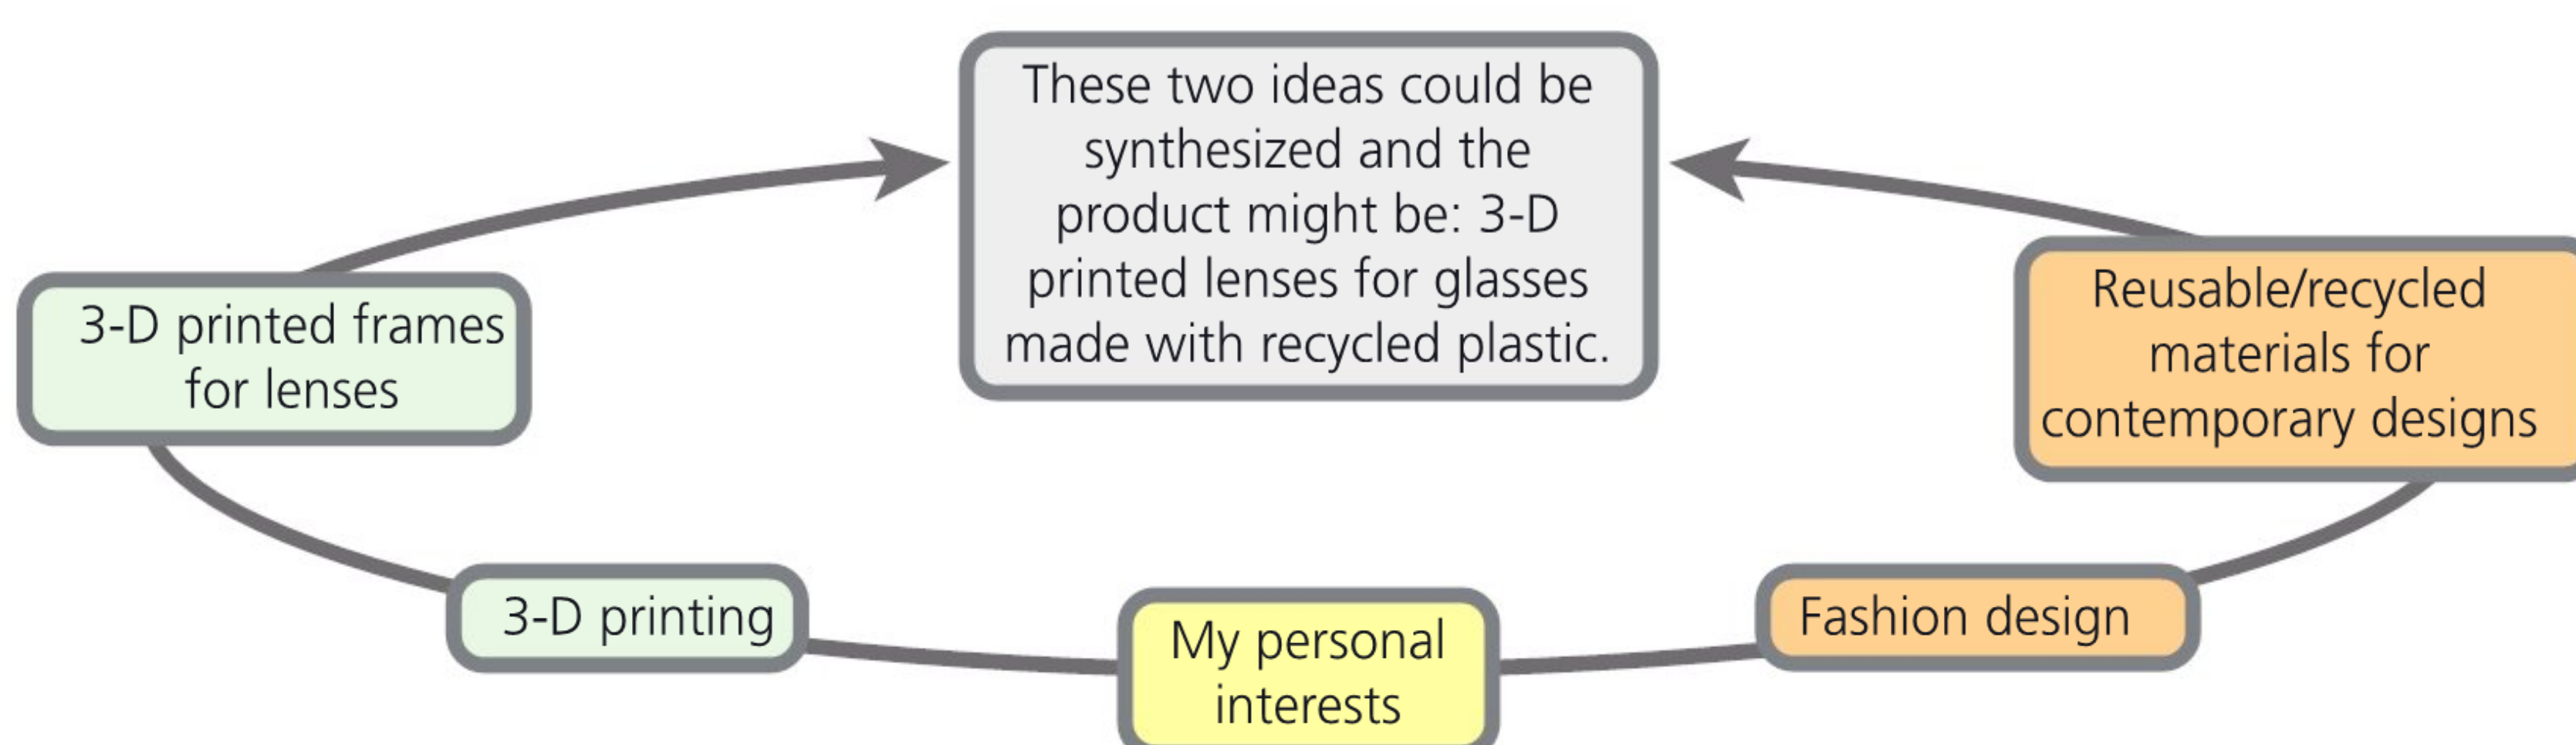 These two ideas could be
synthesized and the
product might be: 3-D
printed lenses for glasses
made with recycled plastic.
3-D printed frames
for lenses
Reusable/recycled
materials for
contemporary designs
3-D printing
My personal
interests
Fashion design